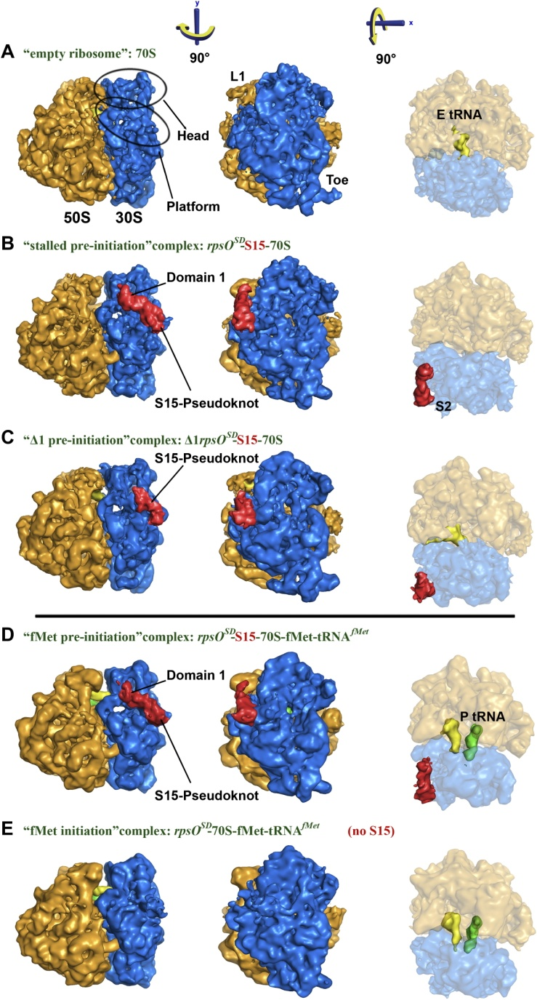 y
x
90°
90°
A "empty ribosome": 70S
L1
E tRNA
Head
Toe
Platform
50S 30S
B "stalled pre-initiation"complex: rpsO^SD-S15-70S
Domain 1
S15-Pseudoknot
S2
C "Δ1 pre-initiation"complex: Δ1rpsO^SD-S15-70S
S15-Pseudoknot
D "fMet pre-initiation"complex: rpsO^SD-S15-70S-fMet-tRNA^fMet
Domain 1
P tRNA
S15-Pseudoknot
E "fMet initiation"complex: rpsO^SD-70S-fMet-tRNA^fMet (no S15)